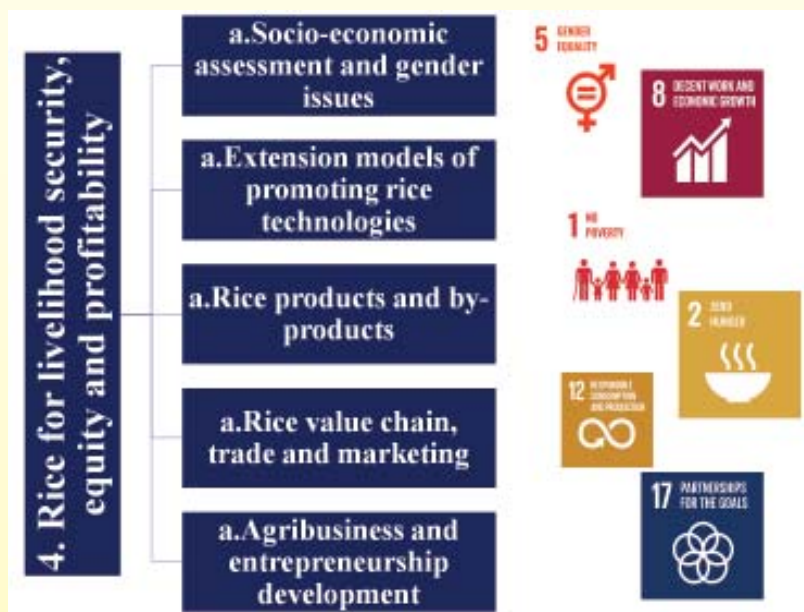 4. Rice for livelihood security,
equity and profitability
a.Socio-economic
assessment and gender
issues
a.Extension models of
promoting rice
technologies
a.Rice products and by-
products
a.Rice value chain,
trade and marketing
a.Agribusiness and
entrepreneurship
development
5 GENDER
EQUALITY
8 DECENT WORK AND
ECONOMIC GROWTH
1 NO
POVERTY
2 ZERO
HUNGER
12 RESPONSIBLE
CONSUMPTION
AND PRODUCTION
17 PARTNERSHIPS
FOR THE GOALS